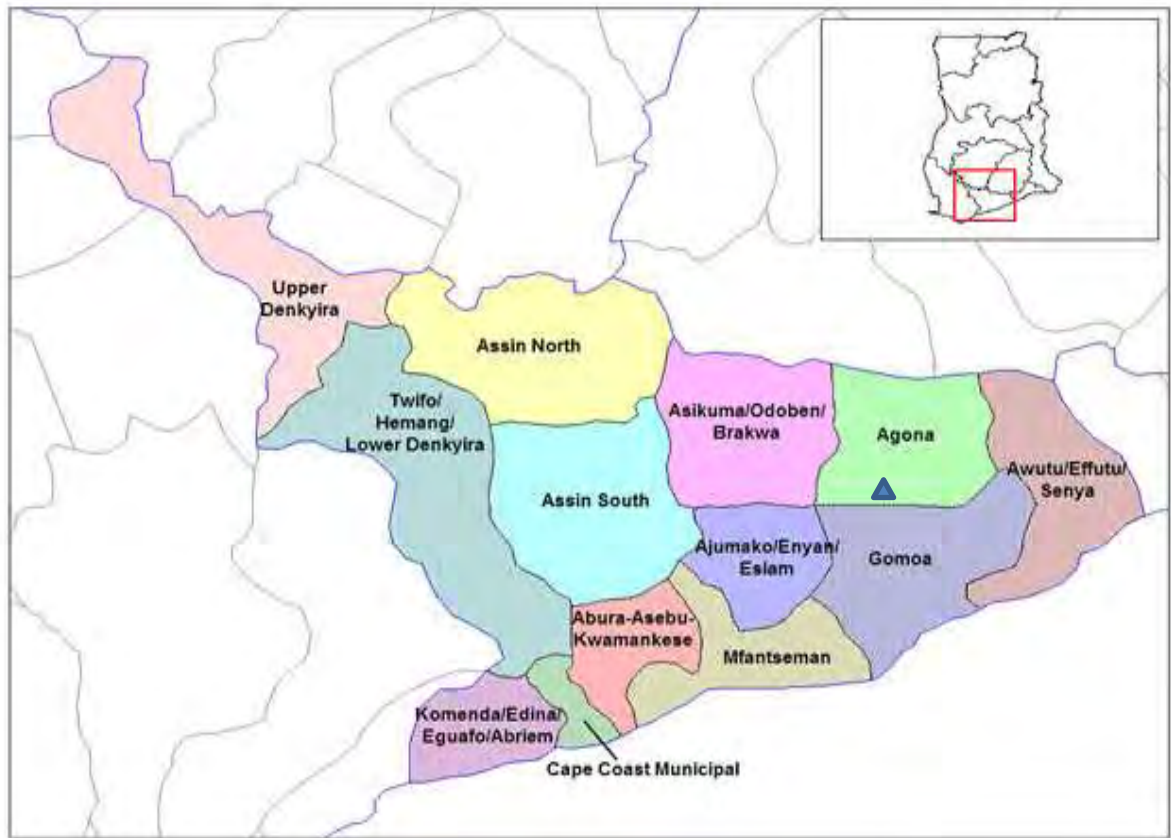 Upper
Denkyira
Assin North
Twifo/
Hemang/
Lower Denkyira
Asikuma/Odoben/
Brakwa
Agona
Awutu/Effutu/
Senya
Assin South
Ajumako/Enyan/
Eslam
Gomoa
Abura-Asebu-
Kwamankese
Mfantseman
Komenda/Edina/
Eguafo/Abriem
Cape Coast Municipal